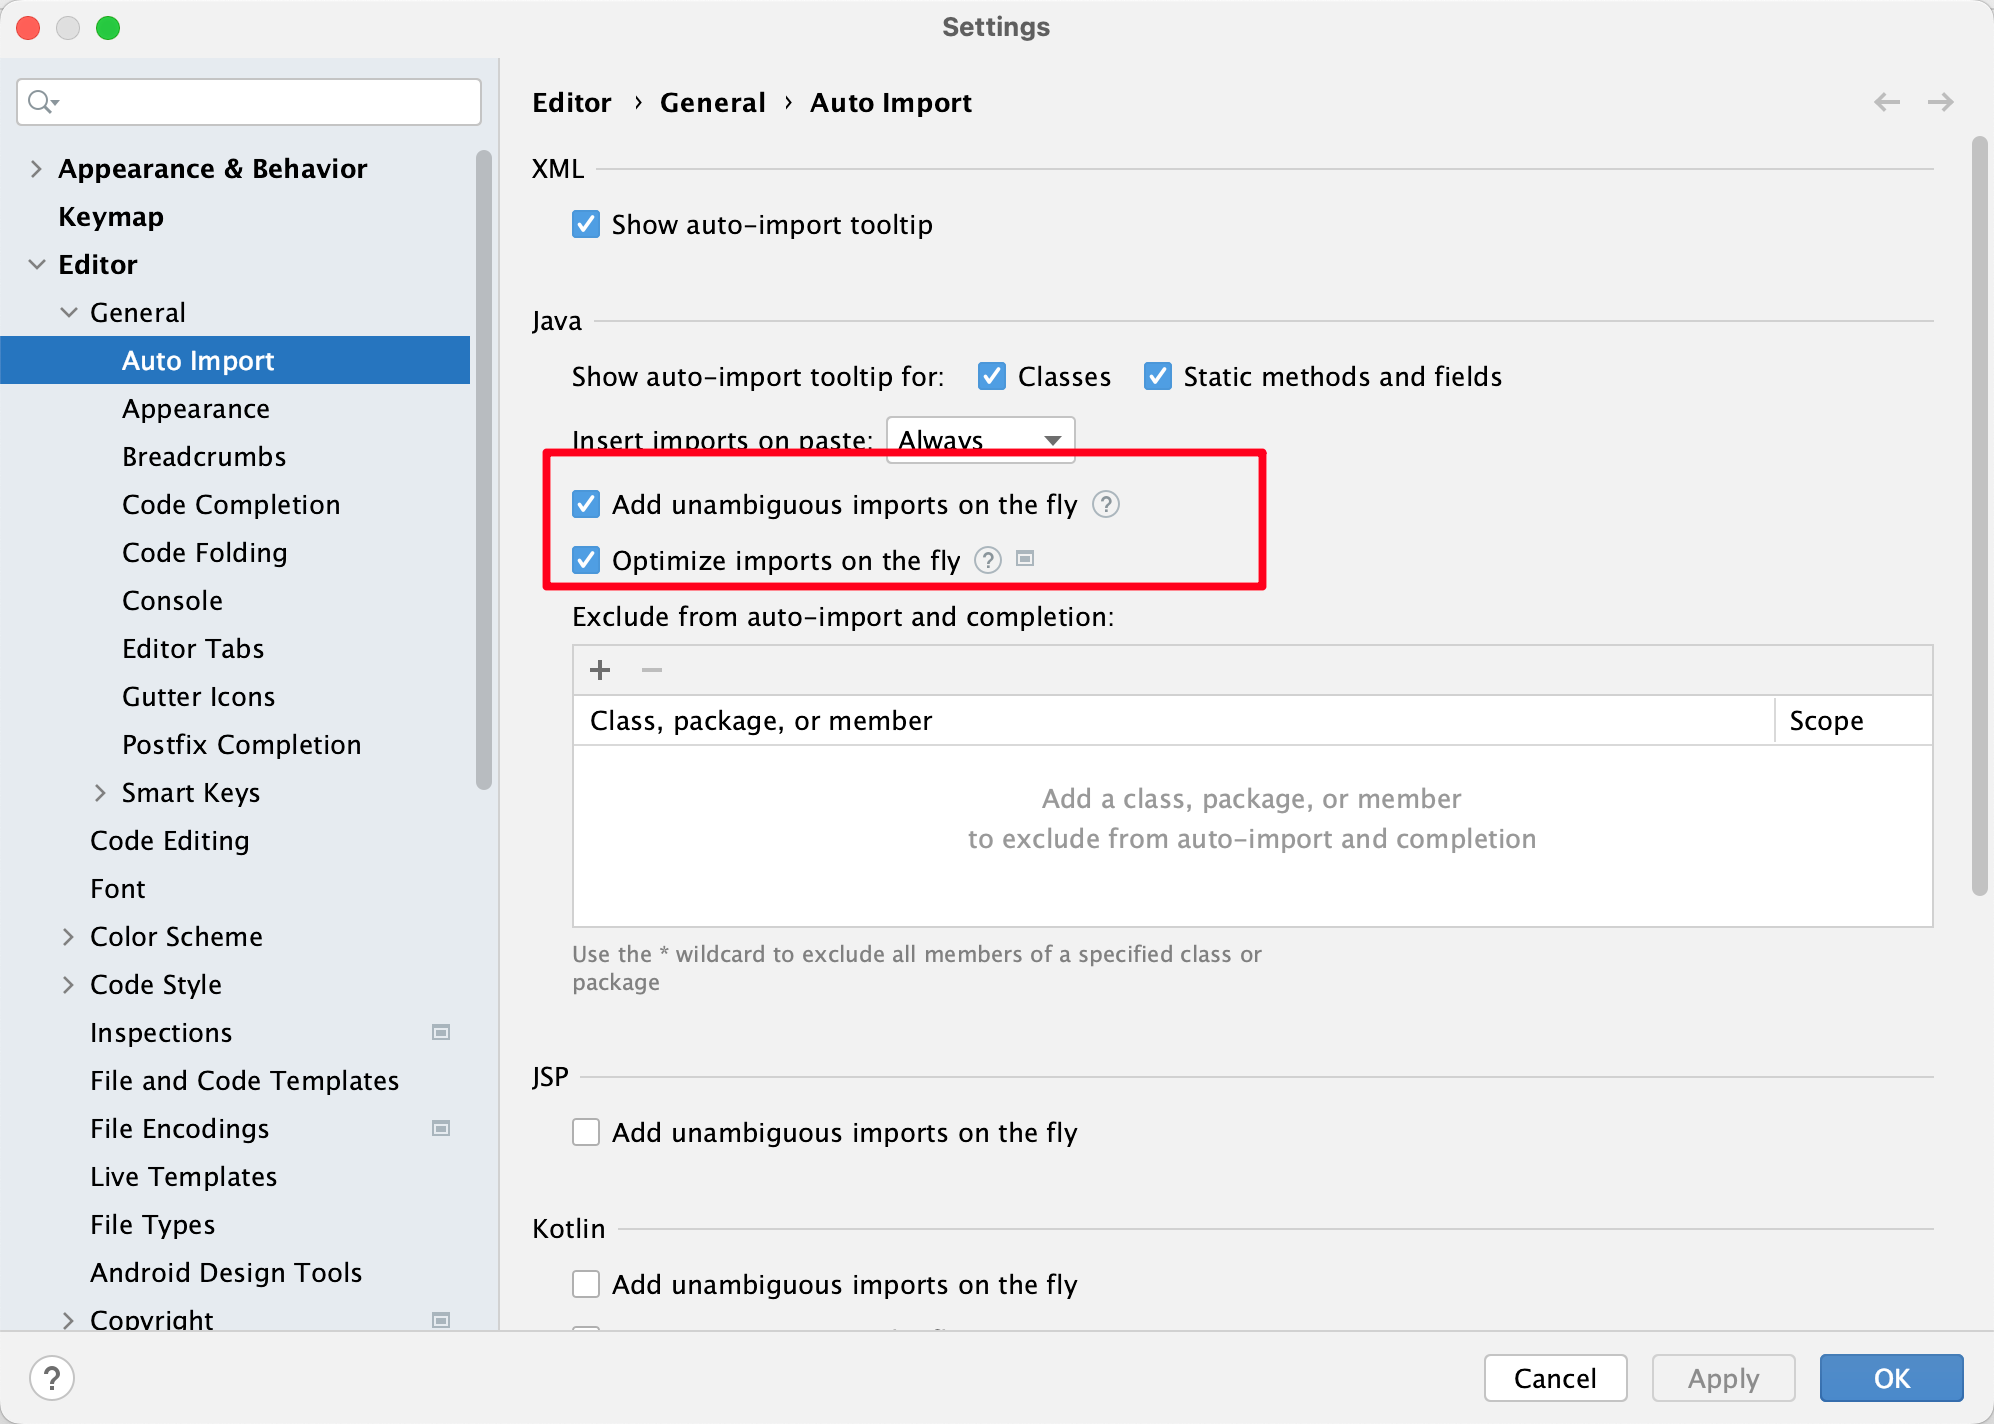 Settings
Appearance & Behavior
Keymap
Editor
General
Auto Import
Appearance
Breadcrumbs
Code Completion
Code Folding
Console
Editor Tabs
Gutter Icons
Postfix Completion
Smart Keys
Code Editing
Font
Color Scheme
Code Style
Inspections
File and Code Templates
File Encodings
Live Templates
File Types
Android Design Tools
Copyright
Editor › General › Auto Import
XML
Show auto-import tooltip
Java
Show auto-import tooltip for: Classes Static methods and fields
Insert imports on paste: Always
Add unambiguous imports on the fly ?
Optimize imports on the fly ?
Exclude from auto-import and completion:
+ −
Class, package, or member Scope
Add a class, package, or member
to exclude from auto-import and completion
Use the * wildcard to exclude all members of a specified class or
package
JSP
Add unambiguous imports on the fly
Kotlin
Add unambiguous imports on the fly
? Cancel Apply OK